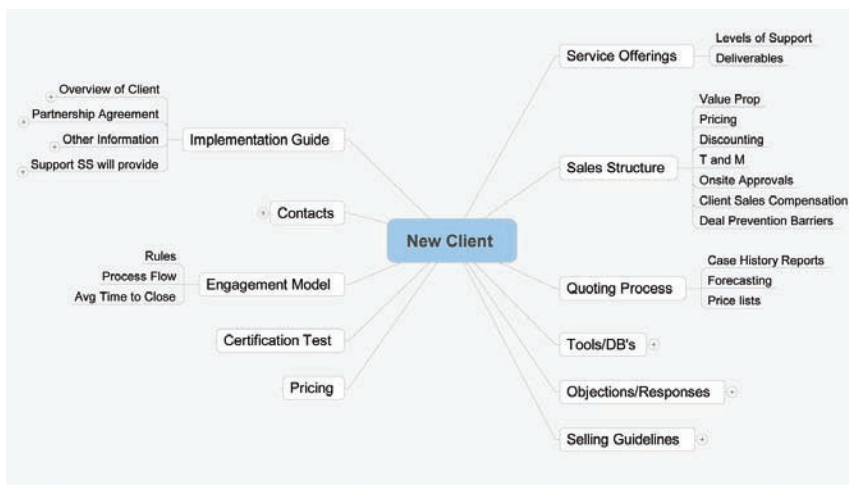 New Client
Service Offerings
Levels of Support
Deliverables
Sales Structure
Value Prop
Pricing
Discounting
T and M
Onsite Approvals
Client Sales Compensation
Deal Prevention Barriers
Quoting Process
Case History Reports
Forecasting
Price lists
Tools/DB's
Objections/Responses
Selling Guidelines
Implementation Guide
Overview of Client
Partnership Agreement
Other Information
Support SS will provide
Contacts
Engagement Model
Rules
Process Flow
Avg Time to Close
Certification Test
Pricing